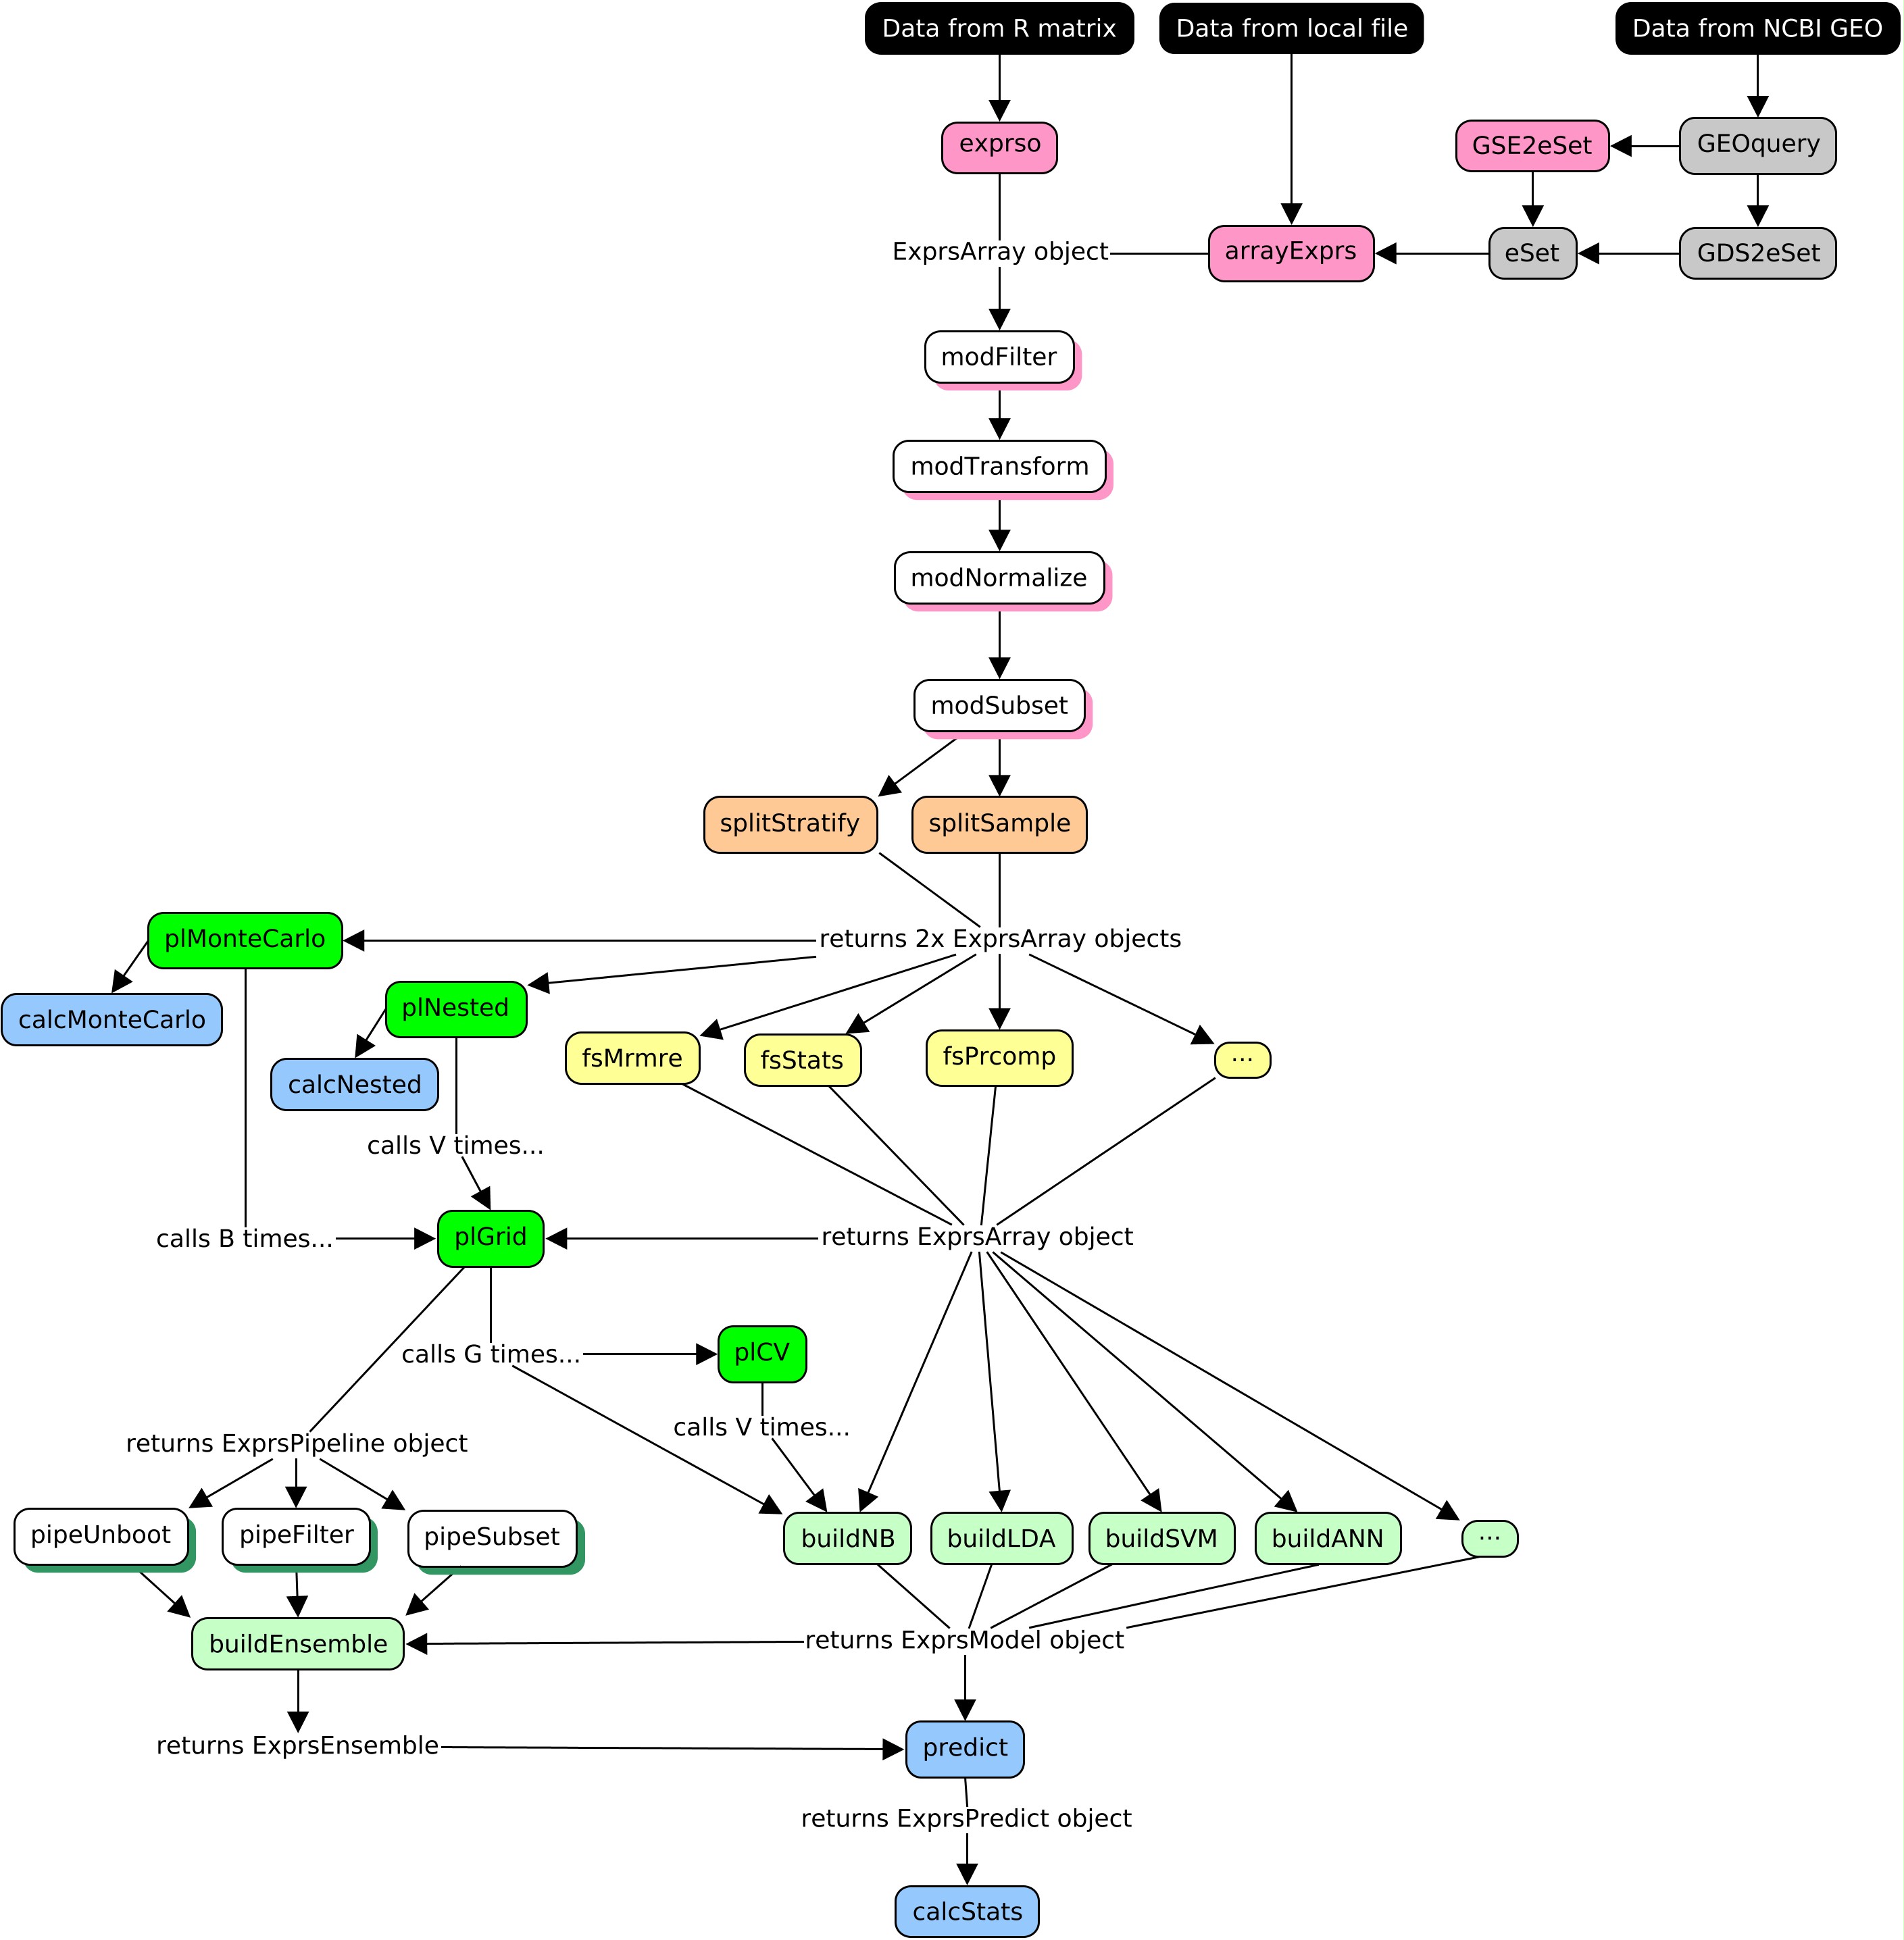 Data from R matrix
Data from local file
Data from NCBI GEO
exprso
GSE2eSet
GEOquery
ExprsArray object
arrayExprs
eSet
GDS2eSet
modFilter
modTransform
modNormalize
modSubset
splitStratify
splitSample
plMonteCarlo
returns 2x ExprsArray objects
calcMonteCarlo
plNested
calcNested
fsMrmre
fsStats
fsPrcomp
...
calls V times...
calls B times...
plGrid
returns ExprsArray object
calls G times...
plCV
calls V times...
returns ExprsPipeline object
pipeUnboot
pipeFilter
pipeSubset
buildNB
buildLDA
buildSVM
buildANN
...
buildEnsemble
returns ExprsModel object
returns ExprsEnsemble
predict
returns ExprsPredict object
calcStats